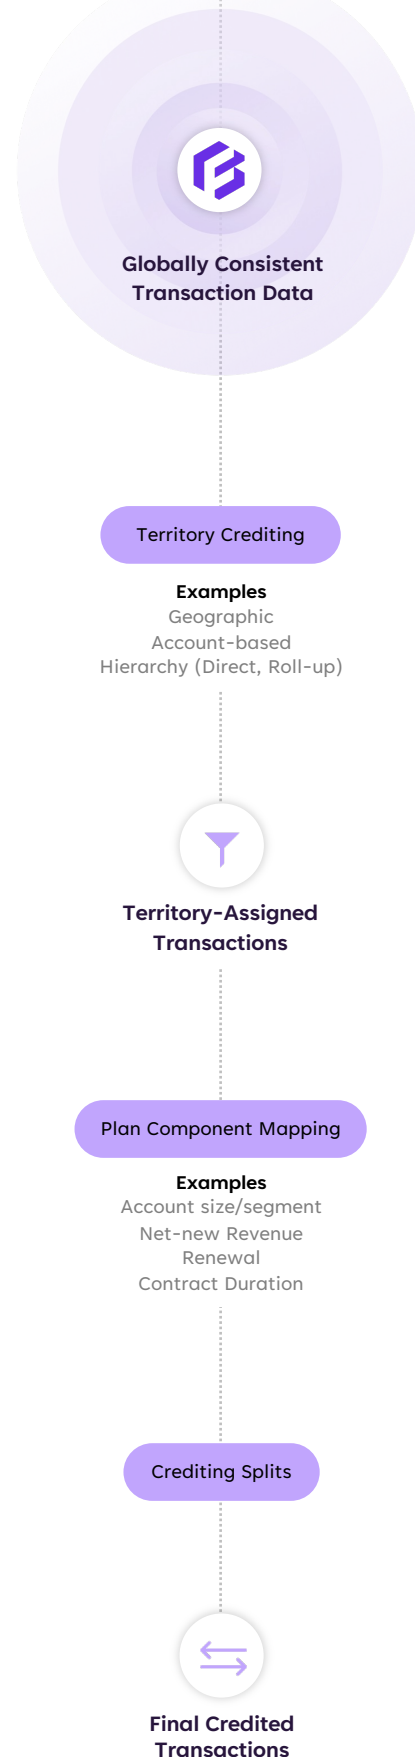 Globally Consistent
Transaction Data
Territory Crediting
Examples
Geographic
Account-based
Hierarchy (Direct, Roll-up)
Territory-Assigned
Transactions
Plan Component Mapping
Examples
Account size/segment
Net-new Revenue
Renewal
Contract Duration
Crediting Splits
Final Credited
Transactions